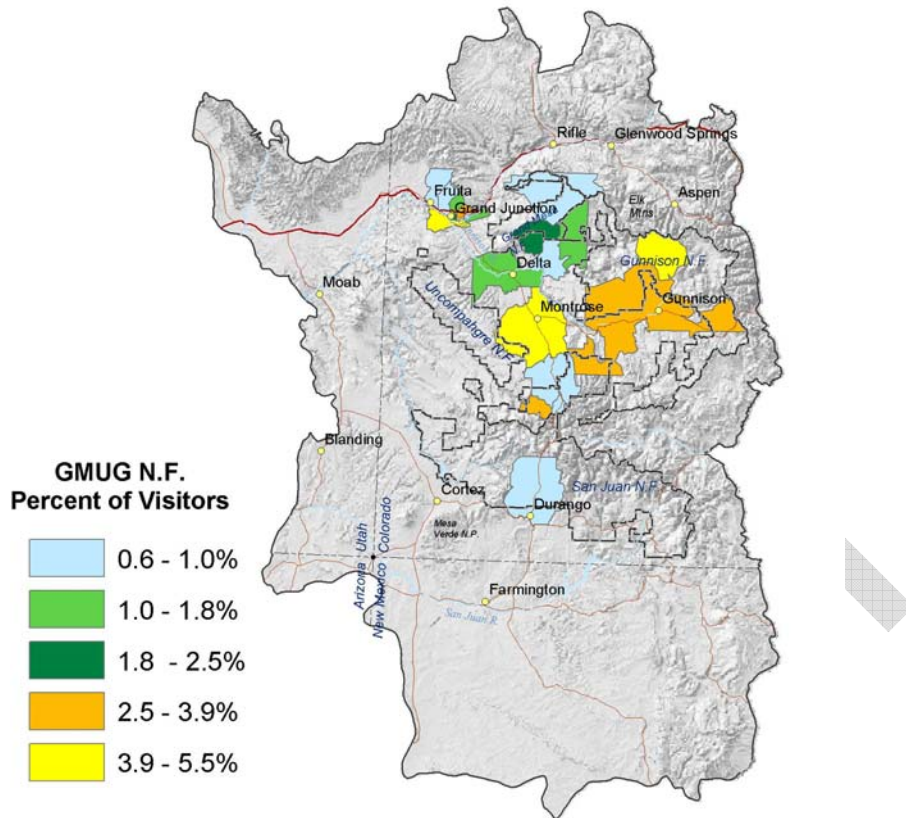 Rifle
Glenwood Springs
Fruita
Grand Junction
Aspen
Elk
Mtns
Delta
Gunnison N.F.
Moab
Uncompahgre N.F.
Montrose
Gunnison
Blanding
San Juan N.F.
Cortez
Durango
Mesa
Verde N.P.
Arizona
Utah
New Mexico
Colorado
Farmington
San Juan R.
GMUG N.F.
Percent of Visitors
0.6 - 1.0%
1.0 - 1.8%
1.8 - 2.5%
2.5 - 3.9%
3.9 - 5.5%